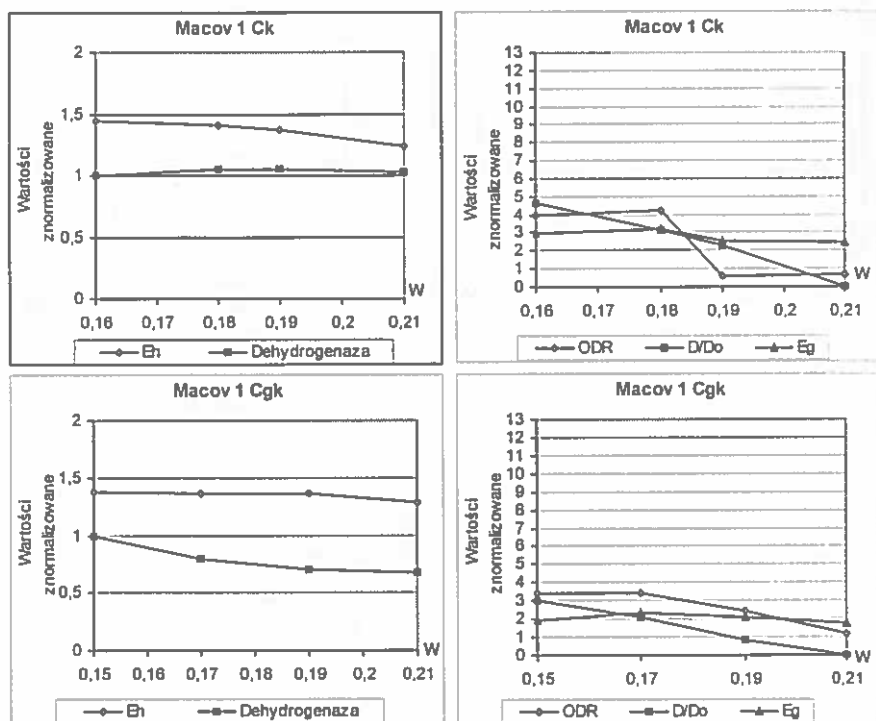 Macov 1 Ck
2
1,5
1
0,5
0
Wartości
znormalizowane
W
0,16 0,17 0,18 0,19 0,2 0,21
Eh Dehydrogenaza
Macov 1 Ck
13
12
11
10
9
8
7
6
5
4
3
2
1
0
Wartości
znormalizowane
W
0,16 0,17 0,18 0,19 0,2 0,21
ODR D/Do Eg
Macov 1 Cgk
2
1,5
1
0,5
0
Wartości
znormalizowane
W
0,15 0,16 0,17 0,18 0,19 0,2 0,21
Eh Dehydrogenaza
Macov 1 Cgk
13
12
11
10
9
8
7
6
5
4
3
2
1
0
Wartości
znormalizowane
W
0,15 0,17 0,19 0,21
ODR D/Do Eg